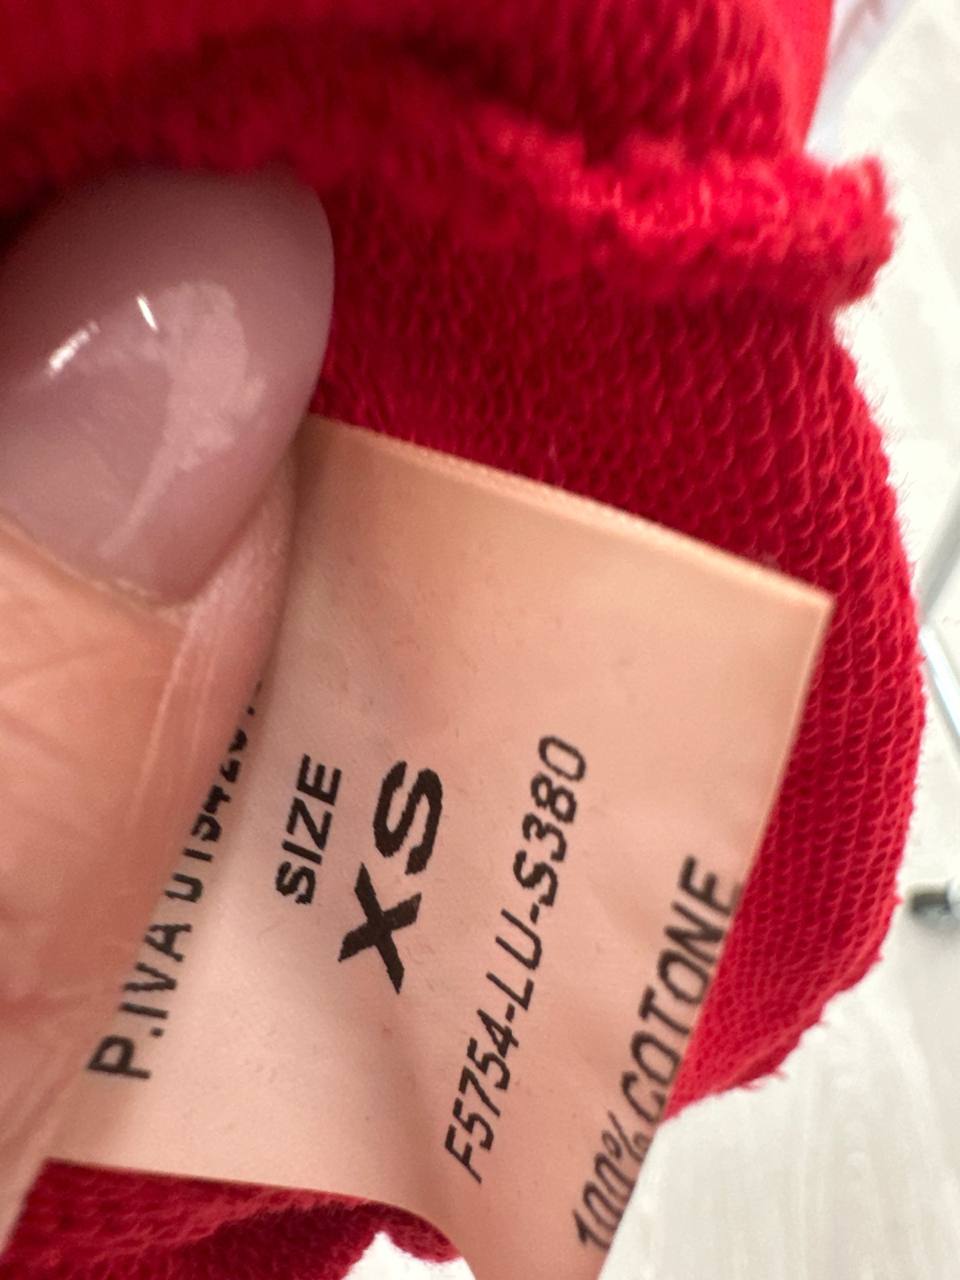 P.IVA
SIZE
XS
F5754-LU-S380
100% COTONE